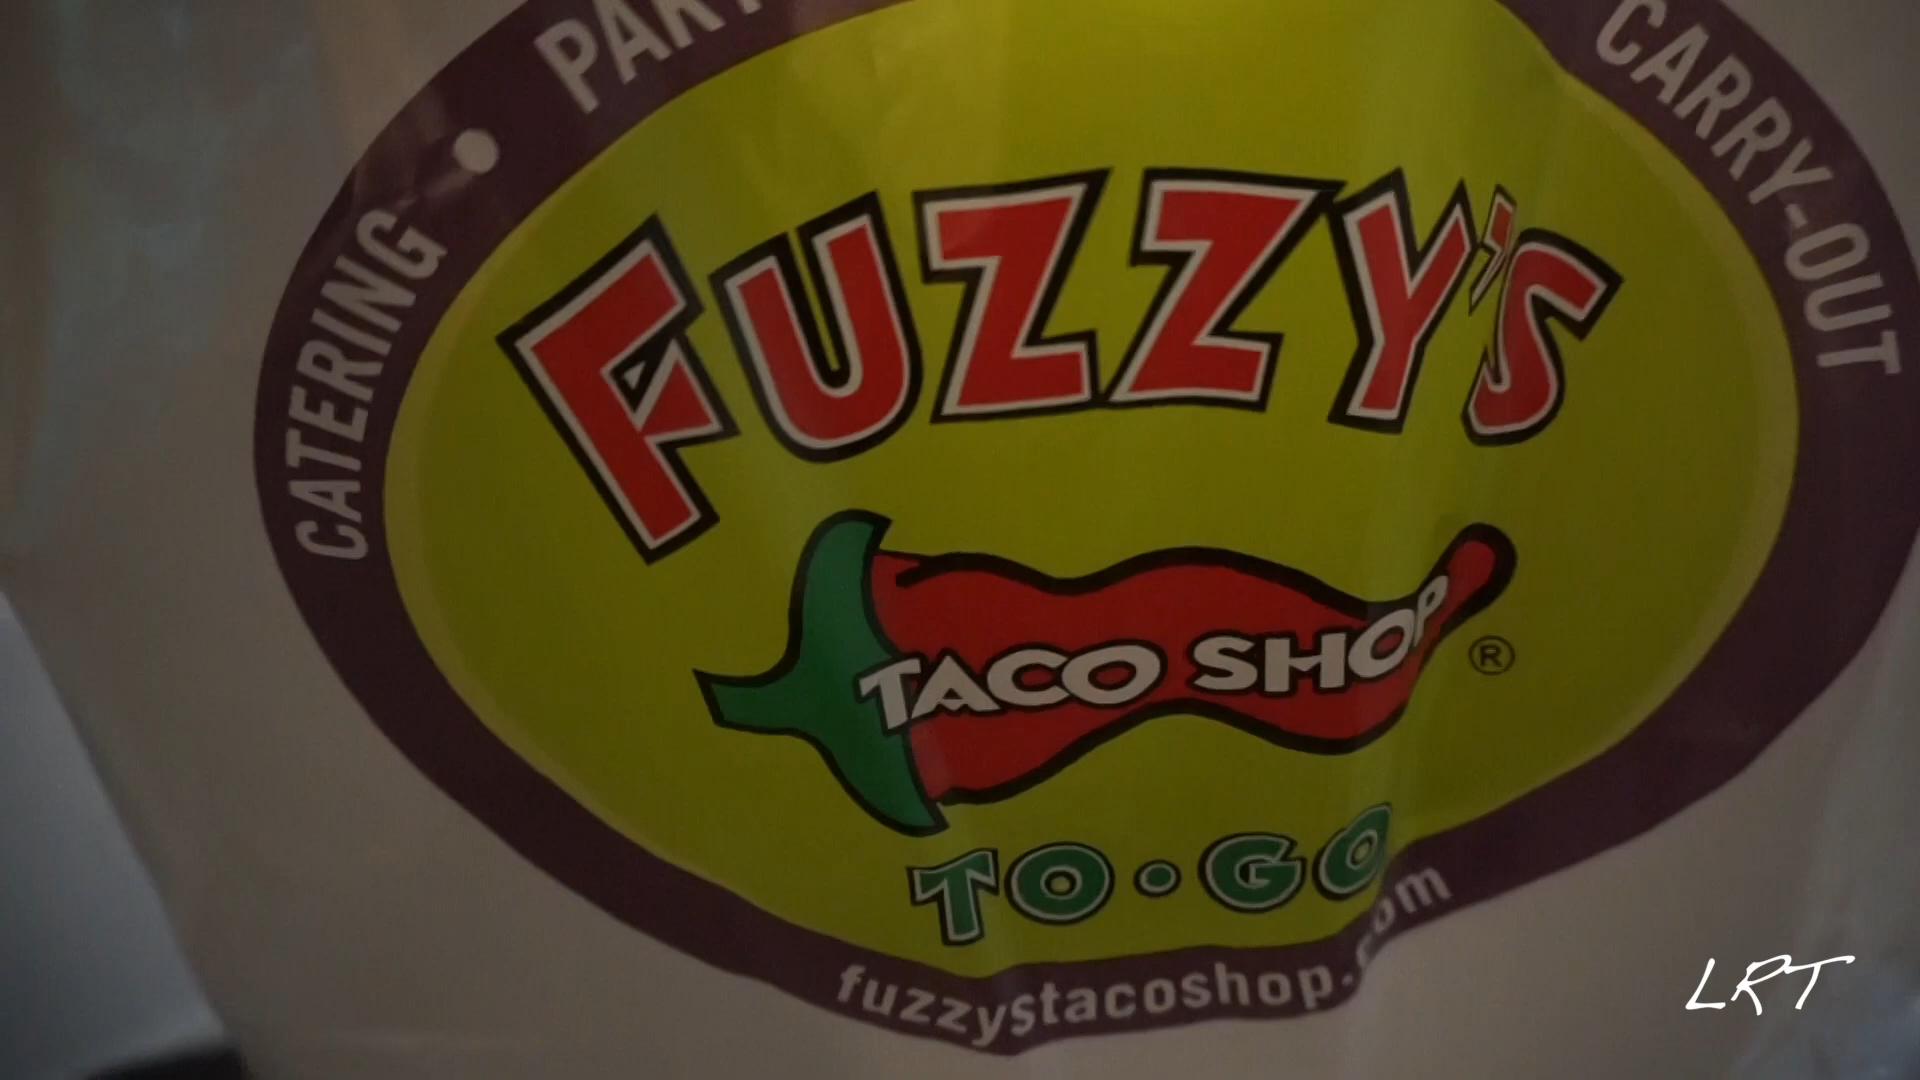 CATERING •
CARRY-OUT
FUZZY'S
TACO SHOP ®
TO•GO
fuzzystacoshop.com
LRT